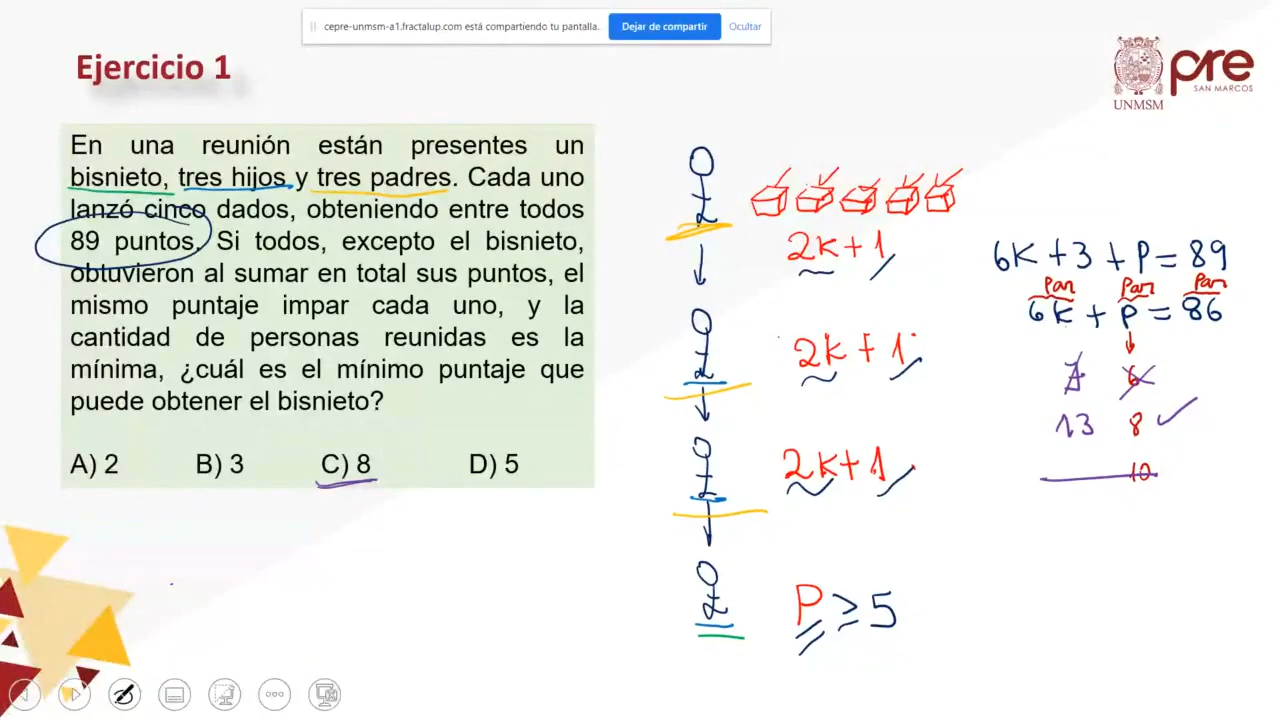 cepre-unmsm-a1.fractalup.com está compartiendo tu pantalla. Dejar de compartir Ocultar
Ejercicio 1
pre
SAN MARCOS
UNMSM
En una reunión están presentes un
bisnieto, tres hijos y tres padres. Cada uno
lanzó cinco dados, obteniendo entre todos
89 puntos. Si todos, excepto el bisnieto,
obtuvieron al sumar en total sus puntos, el
mismo puntaje impar cada uno, y la
cantidad de personas reunidas es la
mínima, ¿cuál es el mínimo puntaje que
puede obtener el bisnieto?
A) 2 B) 3 C) 8 D) 5
2K+1
2K+1
2K+1
P ≥ 5
6K+3+P=89
Par Par Par
6K+P=86
7 6
13 8
10